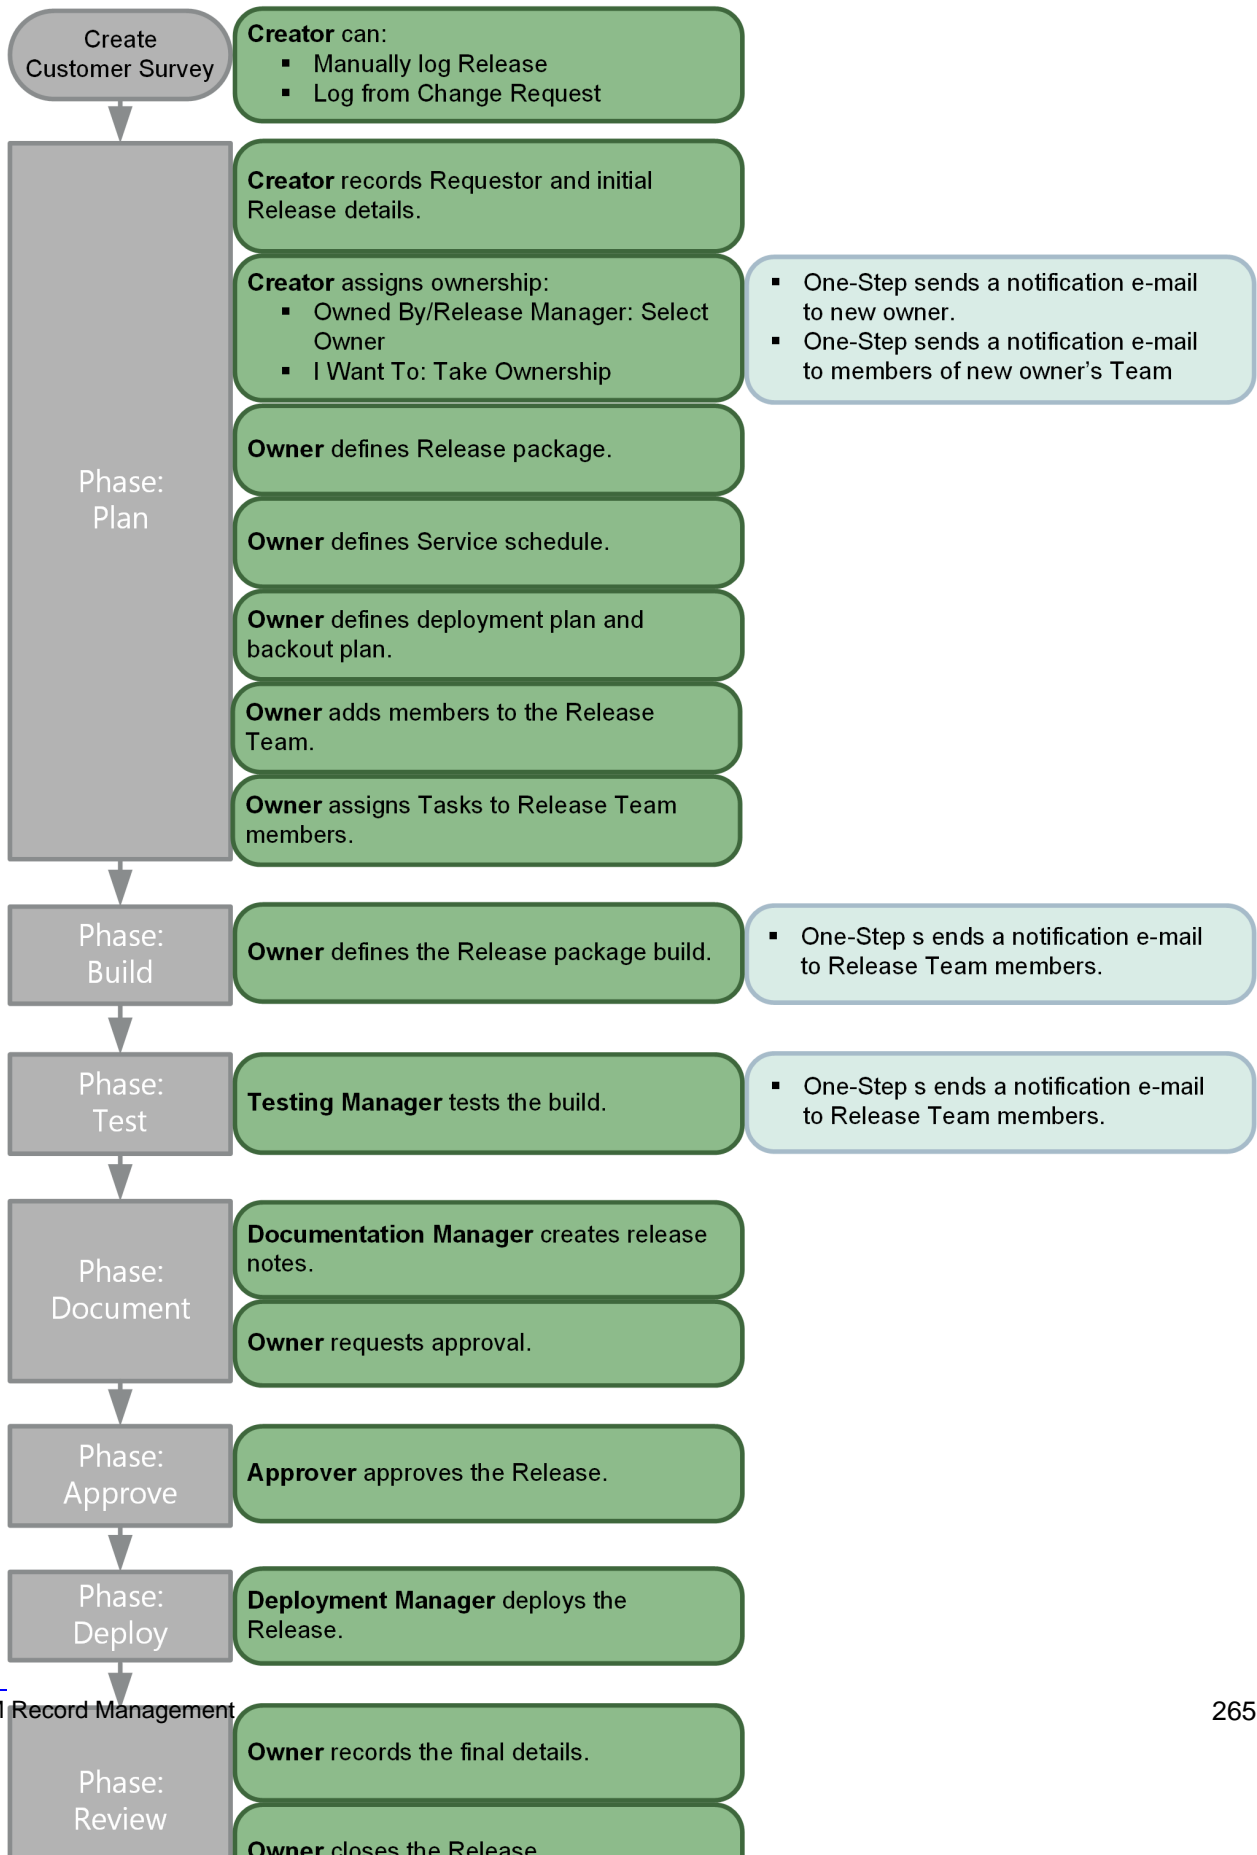 Create
Customer Survey
Creator can:
▪ Manually log Release
▪ Log from Change Request
Phase:
Plan
Creator records Requestor and initial
Release details.
Creator assigns ownership:
▪ Owned By/Release Manager: Select
Owner
▪ I Want To: Take Ownership
▪ One-Step sends a notification e-mail
to new owner.
▪ One-Step sends a notification e-mail
to members of new owner’s Team
Owner defines Release package.
Owner defines Service schedule.
Owner defines deployment plan and
backout plan.
Owner adds members to the Release
Team.
Owner assigns Tasks to Release Team
members.
Phase:
Build
Owner defines the Release package build.
▪ One-Step s ends a notification e-mail
to Release Team members.
Phase:
Test
Testing Manager tests the build.
▪ One-Step s ends a notification e-mail
to Release Team members.
Phase:
Document
Documentation Manager creates release
notes.
Owner requests approval.
Phase:
Approve
Approver approves the Release.
Phase:
Deploy
Deployment Manager deploys the
Release.
Record Management
265
Phase:
Review
Owner records the final details.
Owner closes the Release